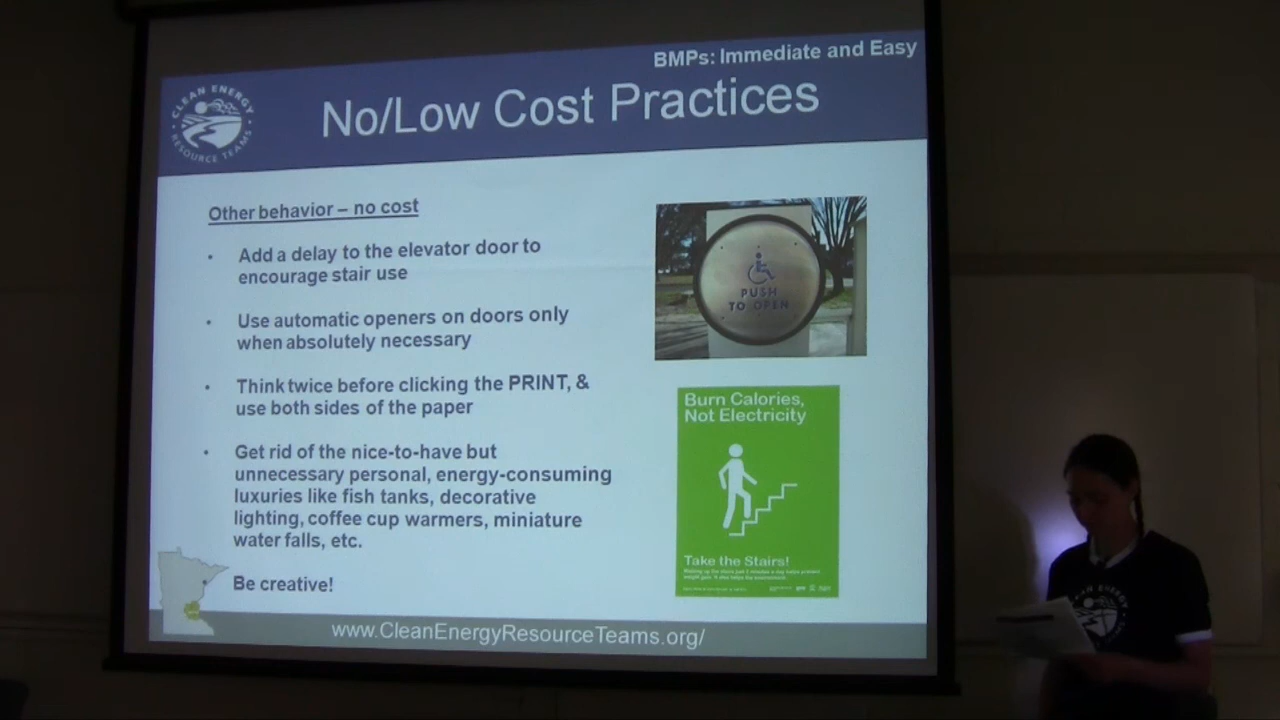 BMPs: Immediate and Easy
CLEAN ENERGY
RESOURCE TEAMS
No/Low Cost Practices
Other behavior – no cost
• Add a delay to the elevator door to
encourage stair use
• Use automatic openers on doors only
when absolutely necessary
• Think twice before clicking the PRINT, &
use both sides of the paper
• Get rid of the nice-to-have but
unnecessary personal, energy-consuming
luxuries like fish tanks, decorative
lighting, coffee cup warmers, miniature
water falls, etc.
Be creative!
PUSH
TO OPEN
Burn Calories,
Not Electricity
Take the Stairs!
www.CleanEnergyResourceTeams.org/